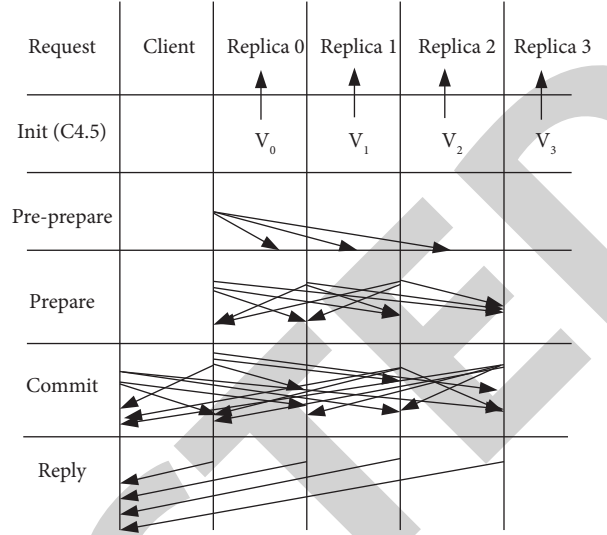 Request Client Replica 0 Replica 1 Replica 2 Replica 3
Init (C4.5) V0 V1 V2 V3
Pre-prepare
Prepare
Commit
Reply